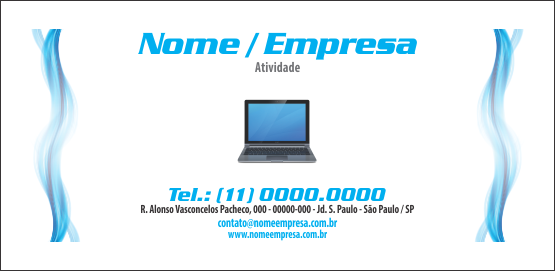 Nome / Empresa
Atividade
Tel.: (11) 0000.0000
R. Alonso Vasconcelos Pacheco, 000 - 00000-000 - Jd. S. Paulo - São Paulo / SP
contato@nomeempresa.com.br
www.nomeempresa.com.br